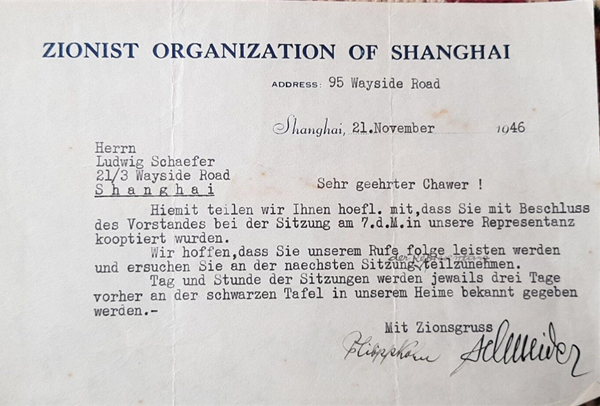 ZIONIST ORGANIZATION OF SHANGHAI
ADDRESS: 95 Wayside Road
Shanghai, 21.November 1946
Herrn
Ludwig Schaefer
21/3 Wayside Road
S h a n g h a i
Sehr geehrter Chawer !
Hiemit teilen wir Ihnen hoefl. mit,dass Sie mit Beschluss
des Vorstandes bei der Sitzung am 7.d.M.in unsere Representanz
kooptiert wurden.
Wir hoffen,dass Sie unserem Rufe folge leisten werden
und ersuchen Sie an der naechsten Sitzung der teilzunehmen.
Tag und Stunde der Sitzungen werden jewails drei Tage
vorher an der schwarzen Tafel in unserem Heime bekannt gegeben
werden.-
Mit Zionsgruss
Philipp Kohn Schneider